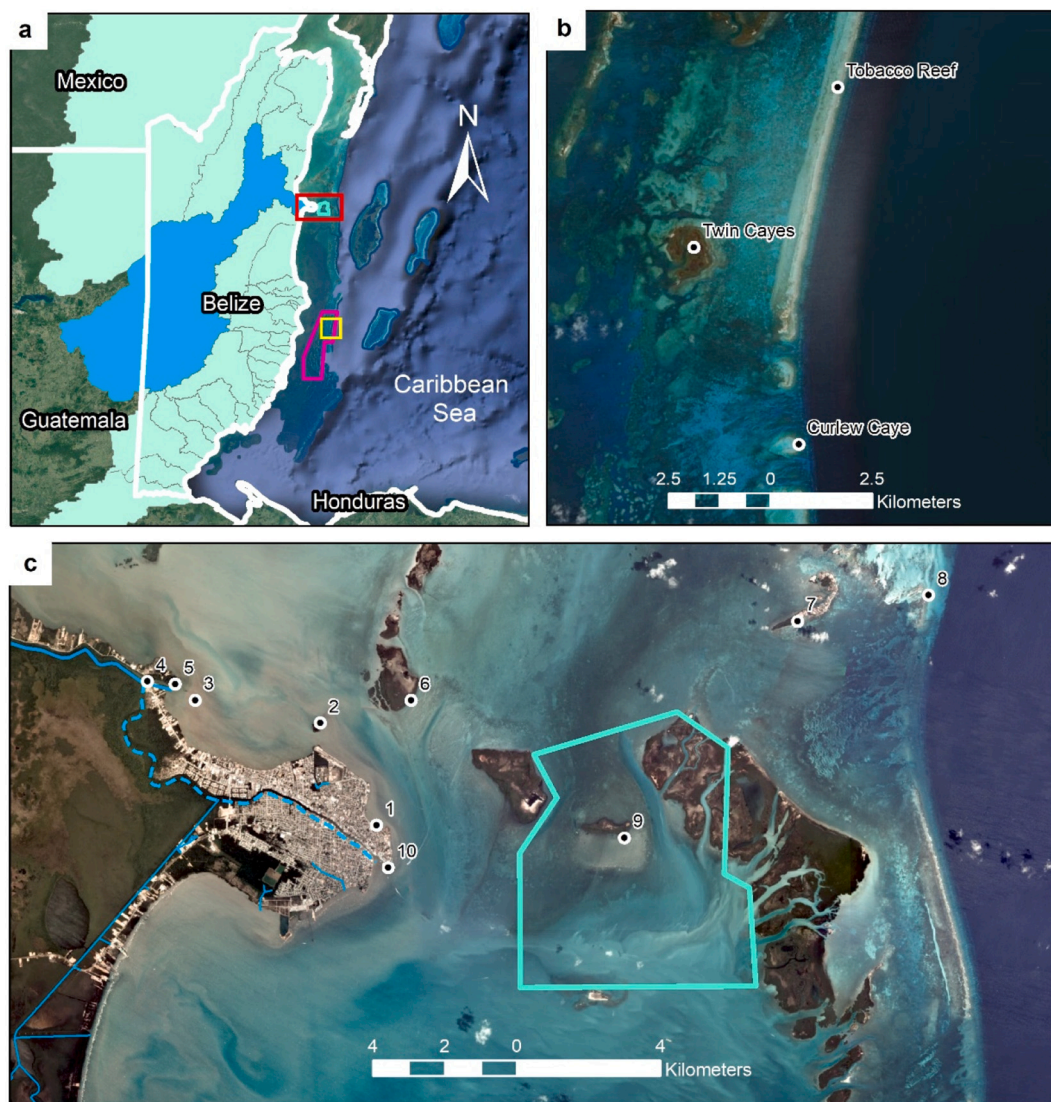 a
Mexico
N
Belize
Guatemala
Caribbean
Sea
Honduras
b
Tobacco Reef
Twin Cayes
Curlew Caye
2.5 1.25 0 2.5
Kilometers
c
8
7
4
5
3
6
2
1
9
10
4 2 0 4
Kilometers